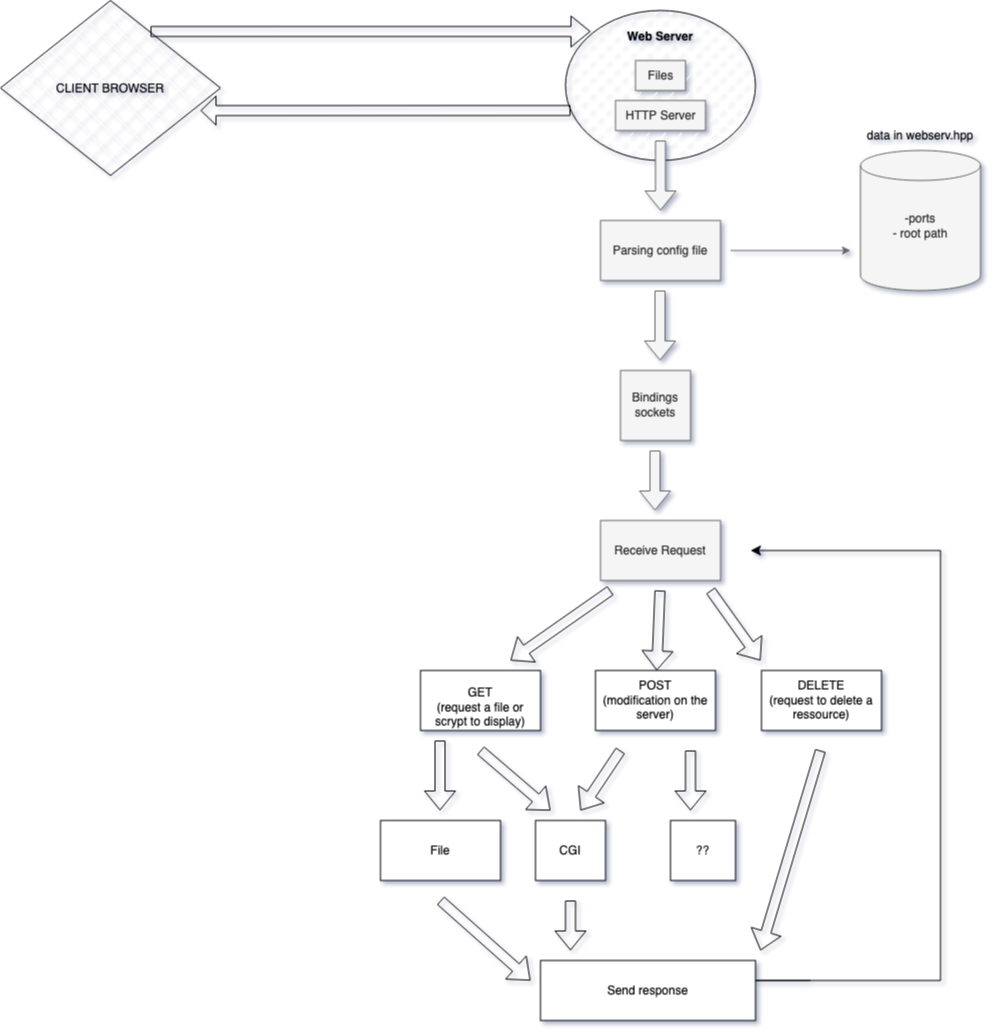 Web Server
CLIENT BROWSER
Files
HTTP Server
data in webserv.hpp
-ports
- root path
Parsing config file
Bindings
sockets
Receive Request
GET
(request a file or
scrypt to display)
POST
(modification on the
server)
DELETE
(request to delete a
ressource)
File
CGI
??
Send response